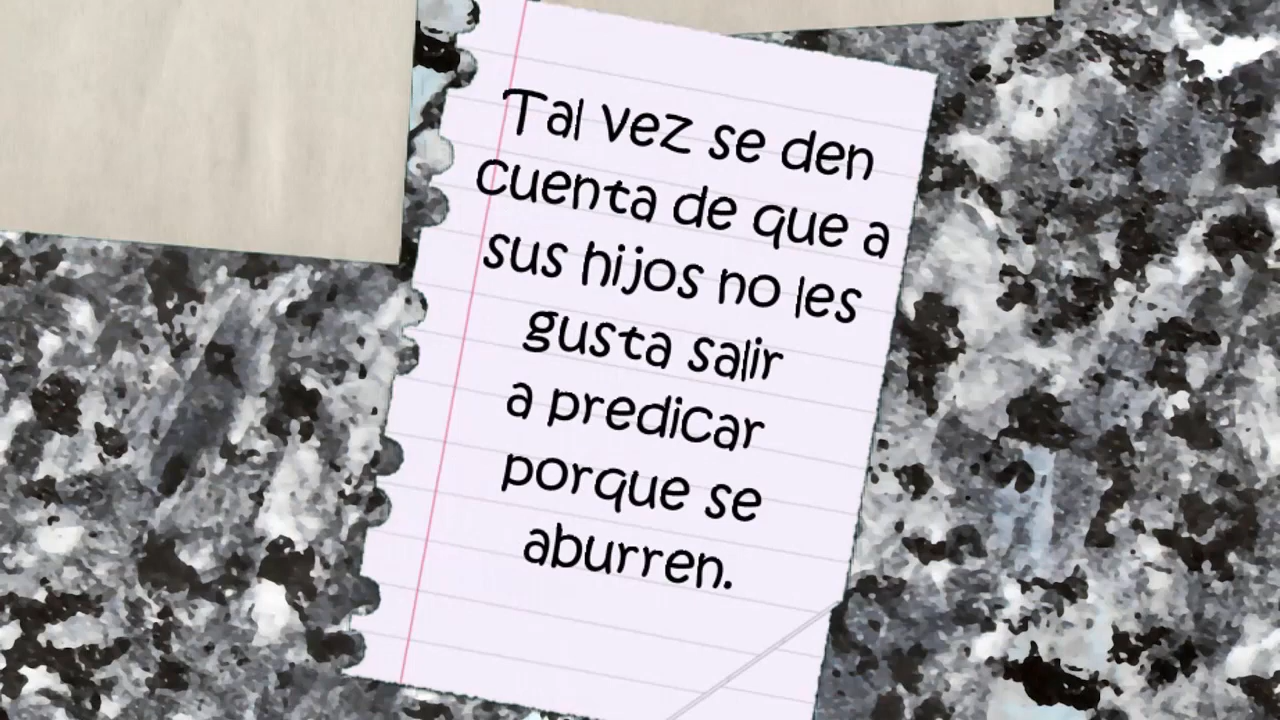 Tal vez se den
cuenta de que a
sus hijos no les
gusta salir
a predicar
porque se
aburren.